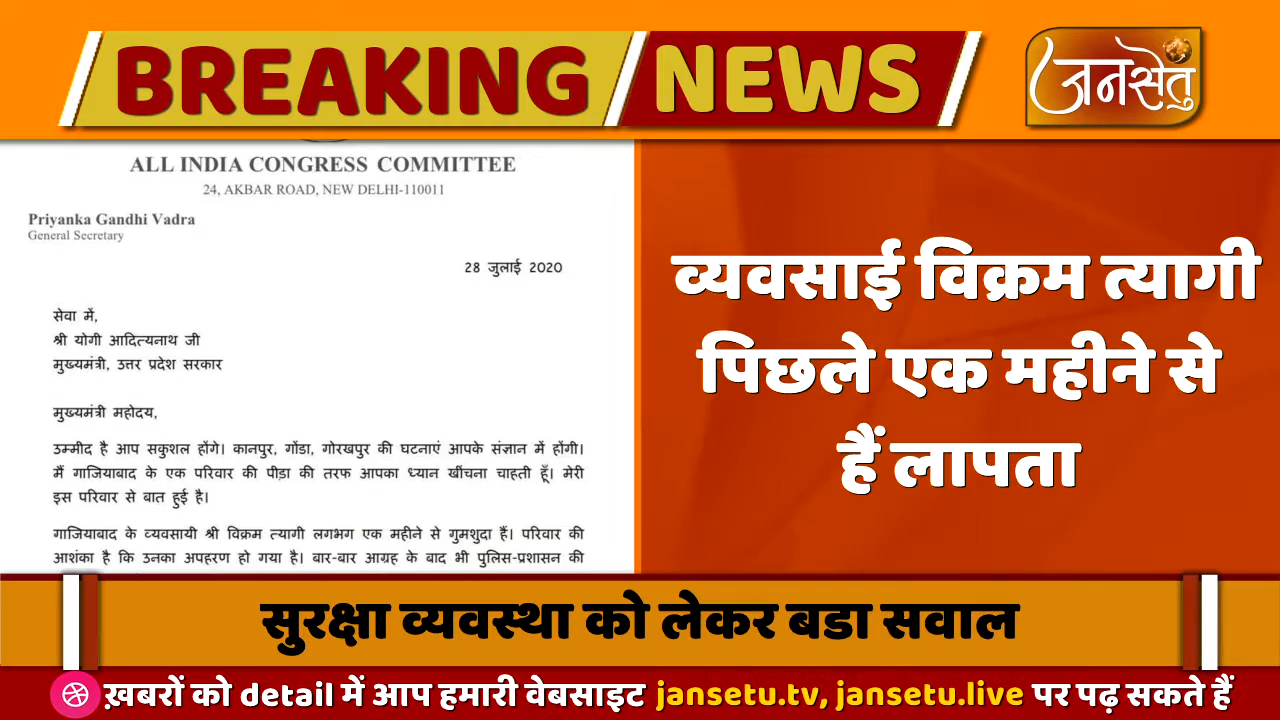 BREAKING NEWS
जनसेतु
ALL INDIA CONGRESS COMMITTEE
24, AKBAR ROAD, NEW DELHI-110011
Priyanka Gandhi Vadra
General Secretary
28 जुलाई 2020
सेवा में,
श्री योगी आदित्यनाथ जी
मुख्यमंत्री, उत्तर प्रदेश सरकार
मुख्यमंत्री महोदय,
उम्मीद है आप सकुशल होंगे। कानपुर, गोंडा, गोरखपुर की घटनाएं आपके संज्ञान में होंगी।
मैं गाजियाबाद के एक परिवार की पीड़ा की तरफ आपका ध्यान खींचना चाहती हूँ। मेरी
इस परिवार से बात हुई है।
गाजियाबाद के व्यवसायी श्री विक्रम त्यागी लगभग एक महीने से गुमशुदा हैं। परिवार की
आशंका है कि उनका अपहरण हो गया है। बार-बार आग्रह के बाद भी पुलिस-प्रशासन की
व्यवसाई विक्रम त्यागी
पिछले एक महीने से
हैं लापता
सुरक्षा व्यवस्था को लेकर बडा सवाल
ख़बरों को detail में आप हमारी वेबसाइट jansetu.tv, jansetu.live पर पढ़ सकते हैं